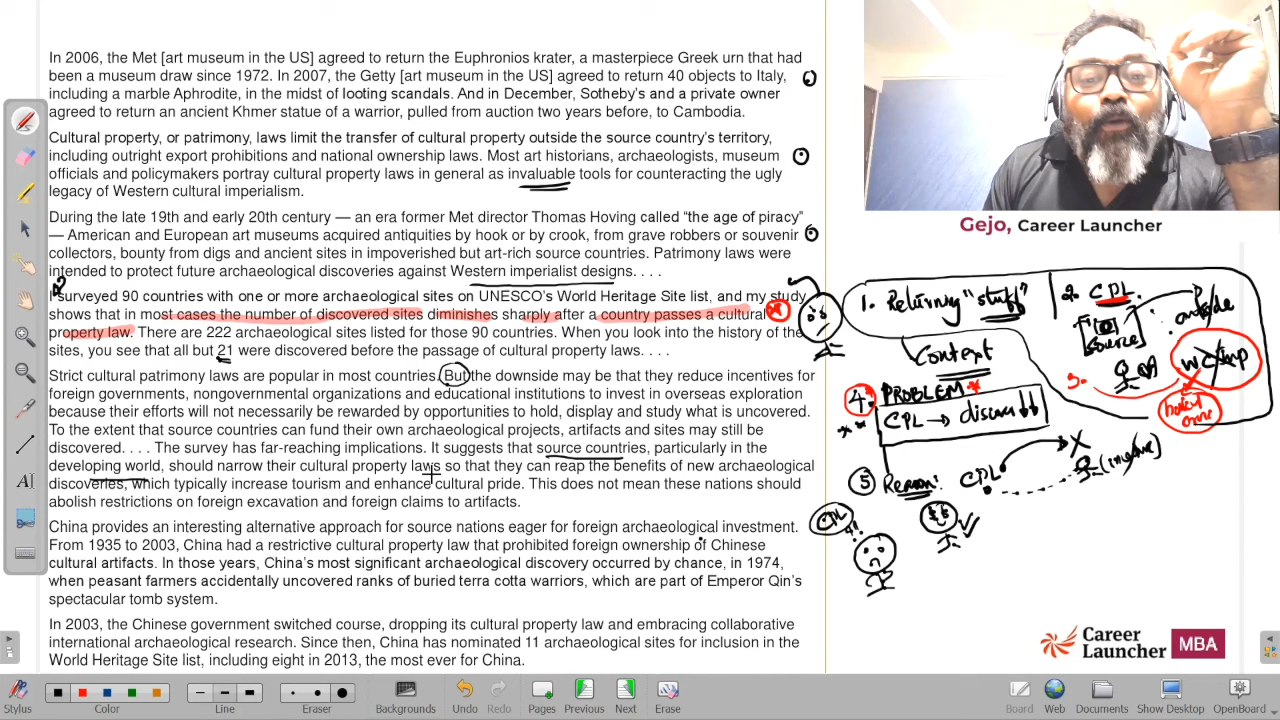 In 2006, the Met [art museum in the US] agreed to return the Euphronios krater, a masterpiece Greek urn that had
been a museum draw since 1972. In 2007, the Getty [art museum in the US] agreed to return 40 objects to Italy,
including a marble Aphrodite, in the midst of looting scandals. And in December, Sotheby's and a private owner
agreed to return an ancient Khmer statue of a warrior, pulled from auction two years before, to Cambodia.
Cultural property, or patrimony, laws limit the transfer of cultural property outside the source country's territory,
including outright export prohibitions and national ownership laws. Most art historians, archaeologists, museum
officials and policymakers portray cultural property laws in general as invaluable tools for counteracting the ugly
legacy of Western cultural imperialism.
During the late 19th and early 20th century — an era former Met director Thomas Hoving called "the age of piracy"
— American and European art museums acquired antiquities by hook or by crook, from grave robbers or souvenir
collectors, bounty from digs and ancient sites in impoverished but art-rich source countries. Patrimony laws were
intended to protect future archaeological discoveries against Western imperialist designs. . . .
I surveyed 90 countries with one or more archaeological sites on UNESCO's World Heritage Site list, and my study
shows that in most cases the number of discovered sites diminishes sharply after a country passes a cultural
property law. There are 222 archaeological sites listed for those 90 countries. When you look into the history of the
sites, you see that all but 21 were discovered before the passage of cultural property laws. . . .
Strict cultural patrimony laws are popular in most countries. But the downside may be that they reduce incentives for
foreign governments, nongovernmental organizations and educational institutions to invest in overseas exploration
because their efforts will not necessarily be rewarded by opportunities to hold, display and study what is uncovered.
To the extent that source countries can fund their own archaeological projects, artifacts and sites may still be
discovered. . . . The survey has far-reaching implications. It suggests that source countries, particularly in the
developing world, should narrow their cultural property laws so that they can reap the benefits of new archaeological
discoveries, which typically increase tourism and enhance cultural pride. This does not mean these nations should
abolish restrictions on foreign excavation and foreign claims to artifacts.
China provides an interesting alternative approach for source nations eager for foreign archaeological investment.
From 1935 to 2003, China had a restrictive cultural property law that prohibited foreign ownership of Chinese
cultural artifacts. In those years, China's most significant archaeological discovery occurred by chance, in 1974,
when peasant farmers accidentally uncovered ranks of buried terra cotta warriors, which are part of Emperor Qin's
spectacular tomb system.
In 2003, the Chinese government switched course, dropping its cultural property law and embracing collaborative
international archaeological research. Since then, China has nominated 11 archaeological sites for inclusion in the
World Heritage Site list, including eight in 2013, the most ever for China.
Gejo, Career Launcher
1. Returning "stuff"
Context
2. CPL
Source
outside
3.
4. PROBLEM
CPL → discov
5 Reason: CPL
CPL
Career
Launcher
MBA
Stylus
Color
Line
Eraser
Backgrounds
Undo
Redo
Pages
Previous
Next
Erase
Board
Web
Documents
Show Desktop
OpenBoard